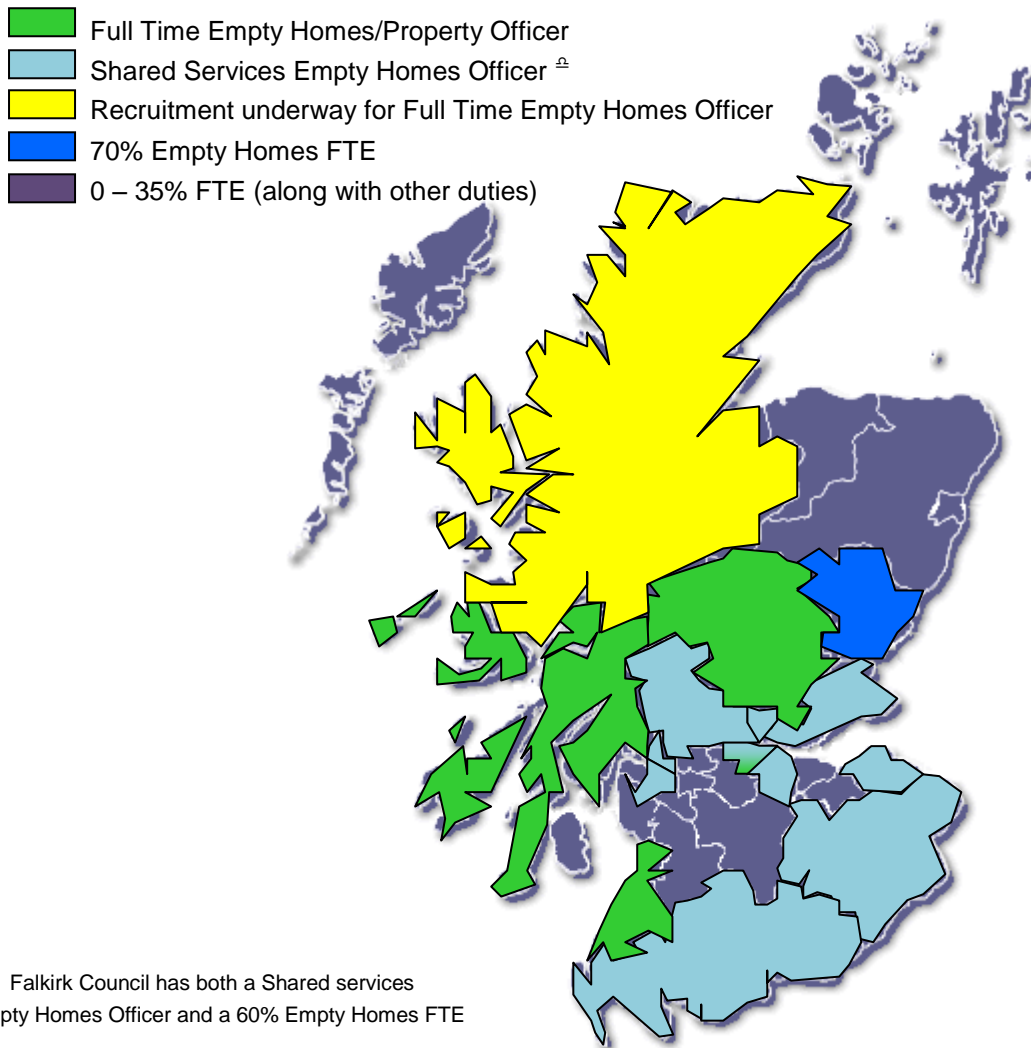 Full Time Empty Homes/Property Officer
Shared Services Empty Homes Officer ♎
Recruitment underway for Full Time Empty Homes Officer
70% Empty Homes FTE
0 – 35% FTE (along with other duties)
Falkirk Council has both a Shared services
pty Homes Officer and a 60% Empty Homes FTE